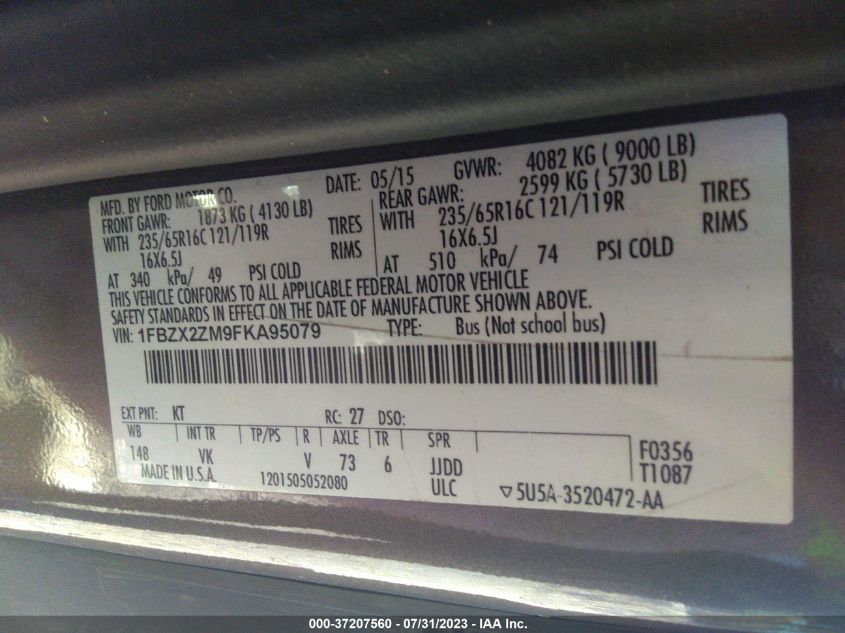 MFD. BY FORD MOTOR CO.
DATE: 05/15 GVWR: 4082 KG ( 9000 LB)
FRONT GAWR: 1873 KG ( 4130 LB) REAR GAWR: 2599 KG ( 5730 LB)
WITH 235/65R16C 121/119R TIRES WITH 235/65R16C 121/119R TIRES
16X6.5J RIMS 16X6.5J RIMS
AT 340 kPa/ 49 PSI COLD AT 510 kPa/ 74 PSI COLD
THIS VEHICLE CONFORMS TO ALL APPLICABLE FEDERAL MOTOR VEHICLE
SAFETY STANDARDS IN EFFECT ON THE DATE OF MANUFACTURE SHOWN ABOVE.
VIN: 1FBZX2ZM9FKA95079 TYPE: Bus (Not school bus)
EXT PNT: KT RC: 27 DSO:
WB INT TR TP/PS R AXLE TR SPR
148 VK V 73 6 JJDD F0356
MADE IN U.S.A. 1201505052080 ULC T1087
▽5U5A-3520472-AA
000-37207560 - 07/31/2023 - IAA Inc.